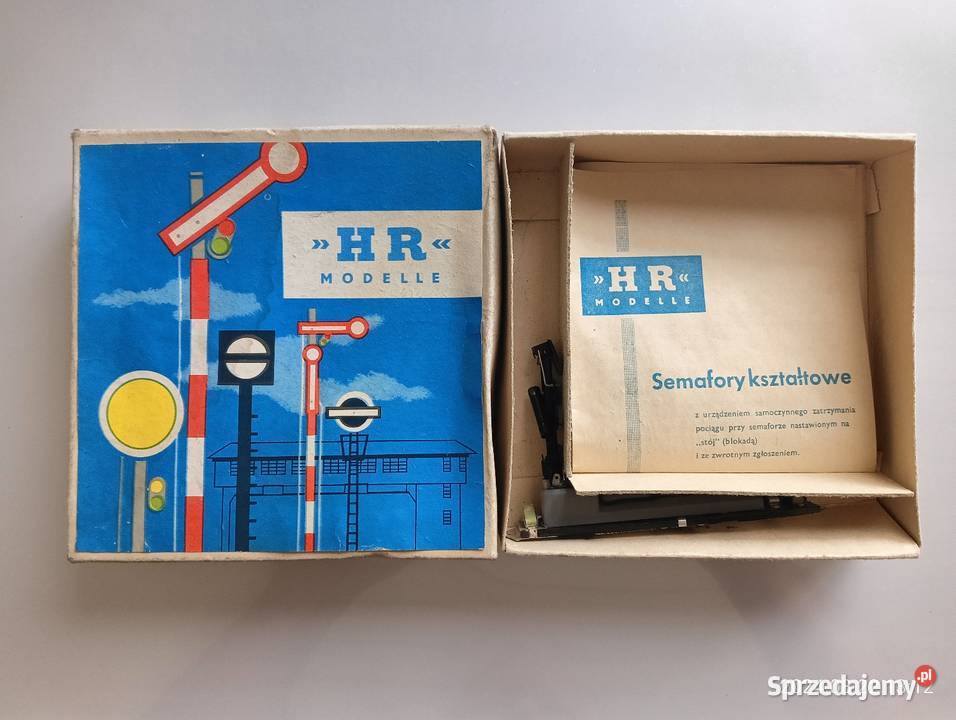 »HR«
MODELLE
»HR«
MODELLE
Semafory kształtowe
z urządzeniem samoczynnego zatrzymania
pociągu przy semaforze nastawionym na
„stój" (blokadą)
i ze zwrotnym zgłoszeniem.
Sprzedajemy.pl